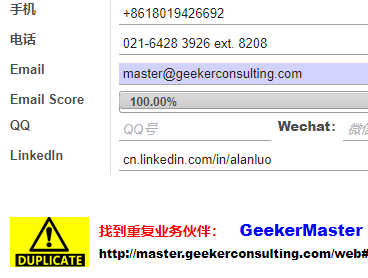 手机 +8618019426692
电话 021-6428 3926 ext. 8208
Email master@geekerconsulting.com
Email Score 100.00%
QQ QQ号 Wechat: 微信
LinkedIn cn.linkedin.com/in/alanluo
找到重复业务伙伴： GeekerMaster
DUPLICATE http://master.geekerconsulting.com/web#